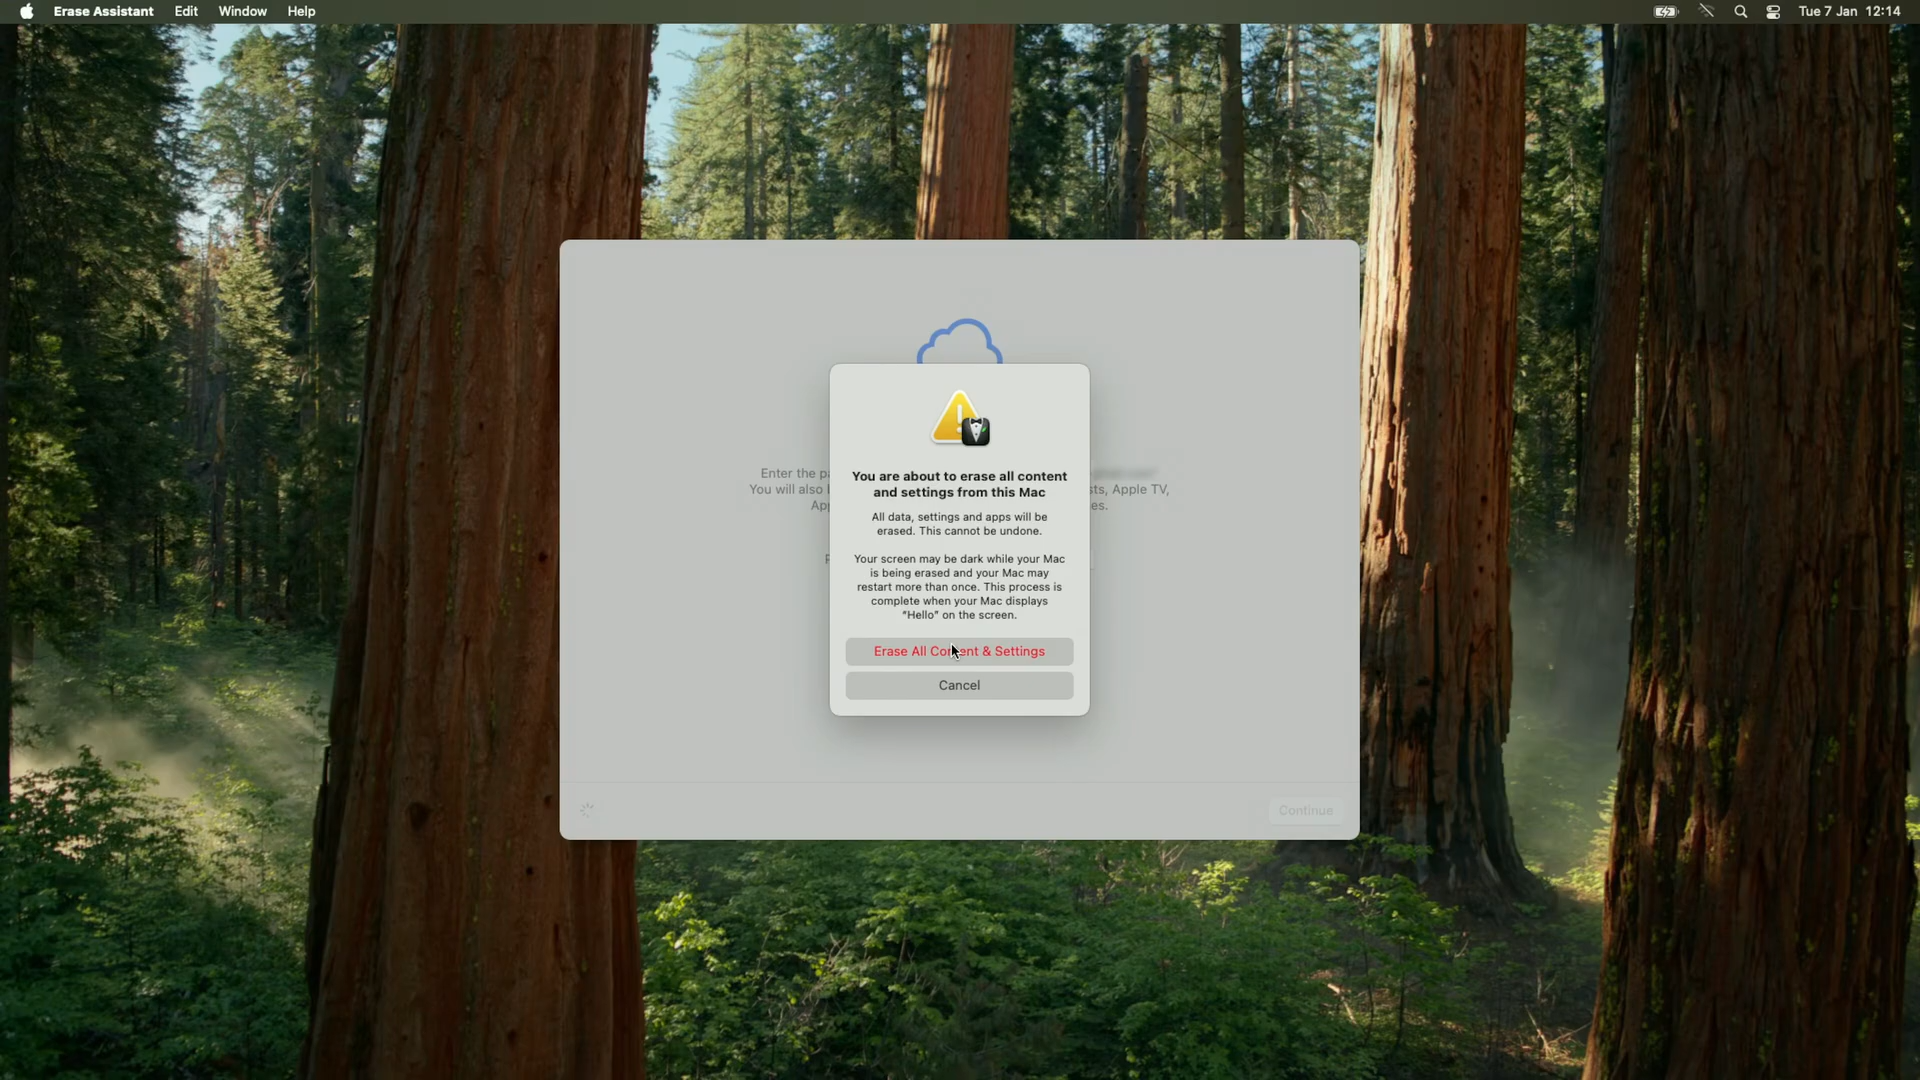 Erase Assistant Edit Window Help Tue 7 Jan 12:14
Enter the
You will also sts, Apple TV,
es.
You are about to erase all content
and settings from this Mac
All data, settings and apps will be
erased. This cannot be undone.
Your screen may be dark while your Mac
is being erased and your Mac may
restart more than once. This process is
complete when your Mac displays
“Hello” on the screen.
Erase All Content & Settings
Cancel
Continue